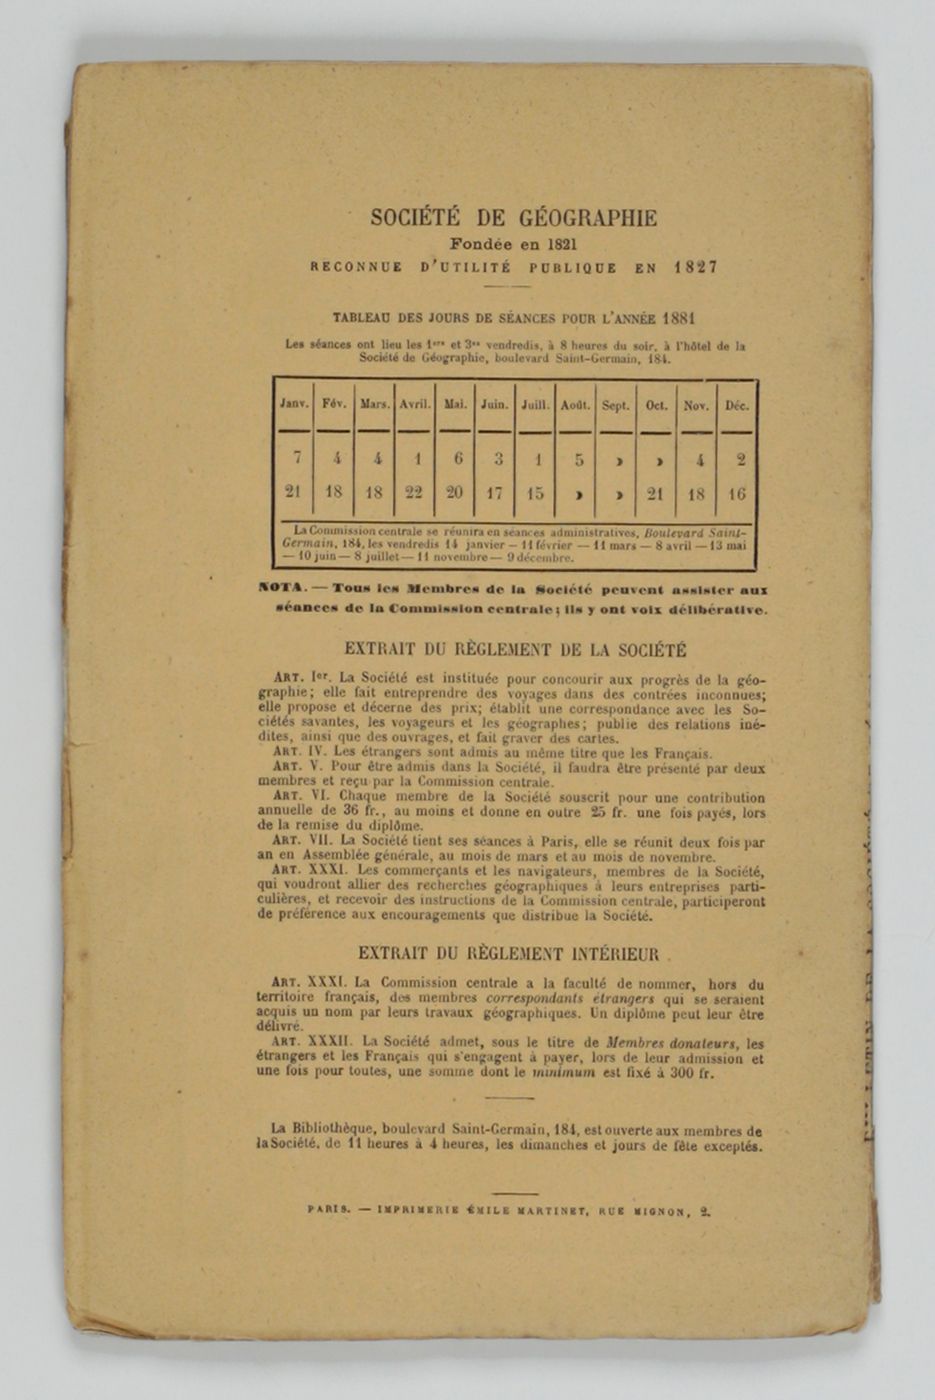 SOCIÉTÉ DE GÉOGRAPHIE
Fondée en 1821
RECONNUE D'UTILITÉ PUBLIQUE EN 1827
TABLEAU DES JOURS DE SÉANCES POUR L'ANNÉE 1881
Les séances ont lieu les 1ers et 3es vendredis, à 8 heures du soir, à l'hôtel de la
Société de Géographie, boulevard Saint-Germain, 184.
Janv. Fév. Mars. Avril. Mai. Juin. Juill. Août. Sept. Oct. Nov. Déc.
7 4 4 1 6 3 1 5 » » 4 2
21 18 18 22 20 17 15 » » 21 18 16
La Commission centrale se réunira en séances administratives, Boulevard Saint-
Germain, 184, les vendredis 14 janvier — 11 février — 11 mars — 8 avril — 13 mai
— 10 juin — 8 juillet — 11 novembre — 9 décembre.
NOTA. — Tous les Membres de la Société peuvent assister aux
séances de la Commission centrale; ils y ont voix délibérative.
EXTRAIT DU RÈGLEMENT DE LA SOCIÉTÉ
ART. Ier. La Société est instituée pour concourir aux progrès de la géo-
graphie; elle fait entreprendre des voyages dans des contrées inconnues;
elle propose et décerne des prix; établit une correspondance avec les So-
ciétés savantes, les voyageurs et les géographes; publie des relations iné-
dites, ainsi que des ouvrages, et fait graver des cartes.
ART. IV. Les étrangers sont admis au même titre que les Français.
ART. V. Pour être admis dans la Société, il faudra être présenté par deux
membres et reçu par la Commission centrale.
ART. VI. Chaque membre de la Société souscrit pour une contribution
annuelle de 36 fr., au moins et donne en outre 25 fr. une fois payés, lors
de la remise du diplôme.
ART. VII. La Société tient ses séances à Paris, elle se réunit deux fois par
an en Assemblée générale, au mois de mars et au mois de novembre.
ART. XXXI. Les commerçants et les navigateurs, membres de la Société,
qui voudront allier des recherches géographiques à leurs entreprises parti-
culières, et recevoir des instructions de la Commission centrale, participeront
de préférence aux encouragements que distribue la Société.
EXTRAIT DU RÈGLEMENT INTÉRIEUR
ART. XXXI. La Commission centrale a la faculté de nommer, hors du
territoire français, des membres correspondants étrangers qui se seraient
acquis un nom par leurs travaux géographiques. Un diplôme peut leur être
délivré.
ART. XXXII. La Société admet, sous le titre de Membres donateurs, les
étrangers et les Français qui s'engagent à payer, lors de leur admission et
une fois pour toutes, une somme dont le minimum est fixé à 300 fr.
La Bibliothèque, boulevard Saint-Germain, 184, est ouverte aux membres de
la Société, de 11 heures à 4 heures, les dimanches et jours de fête exceptés.
PARIS. — IMPRIMERIE ÉMILE MARTINET, RUE MIGNON, 2.